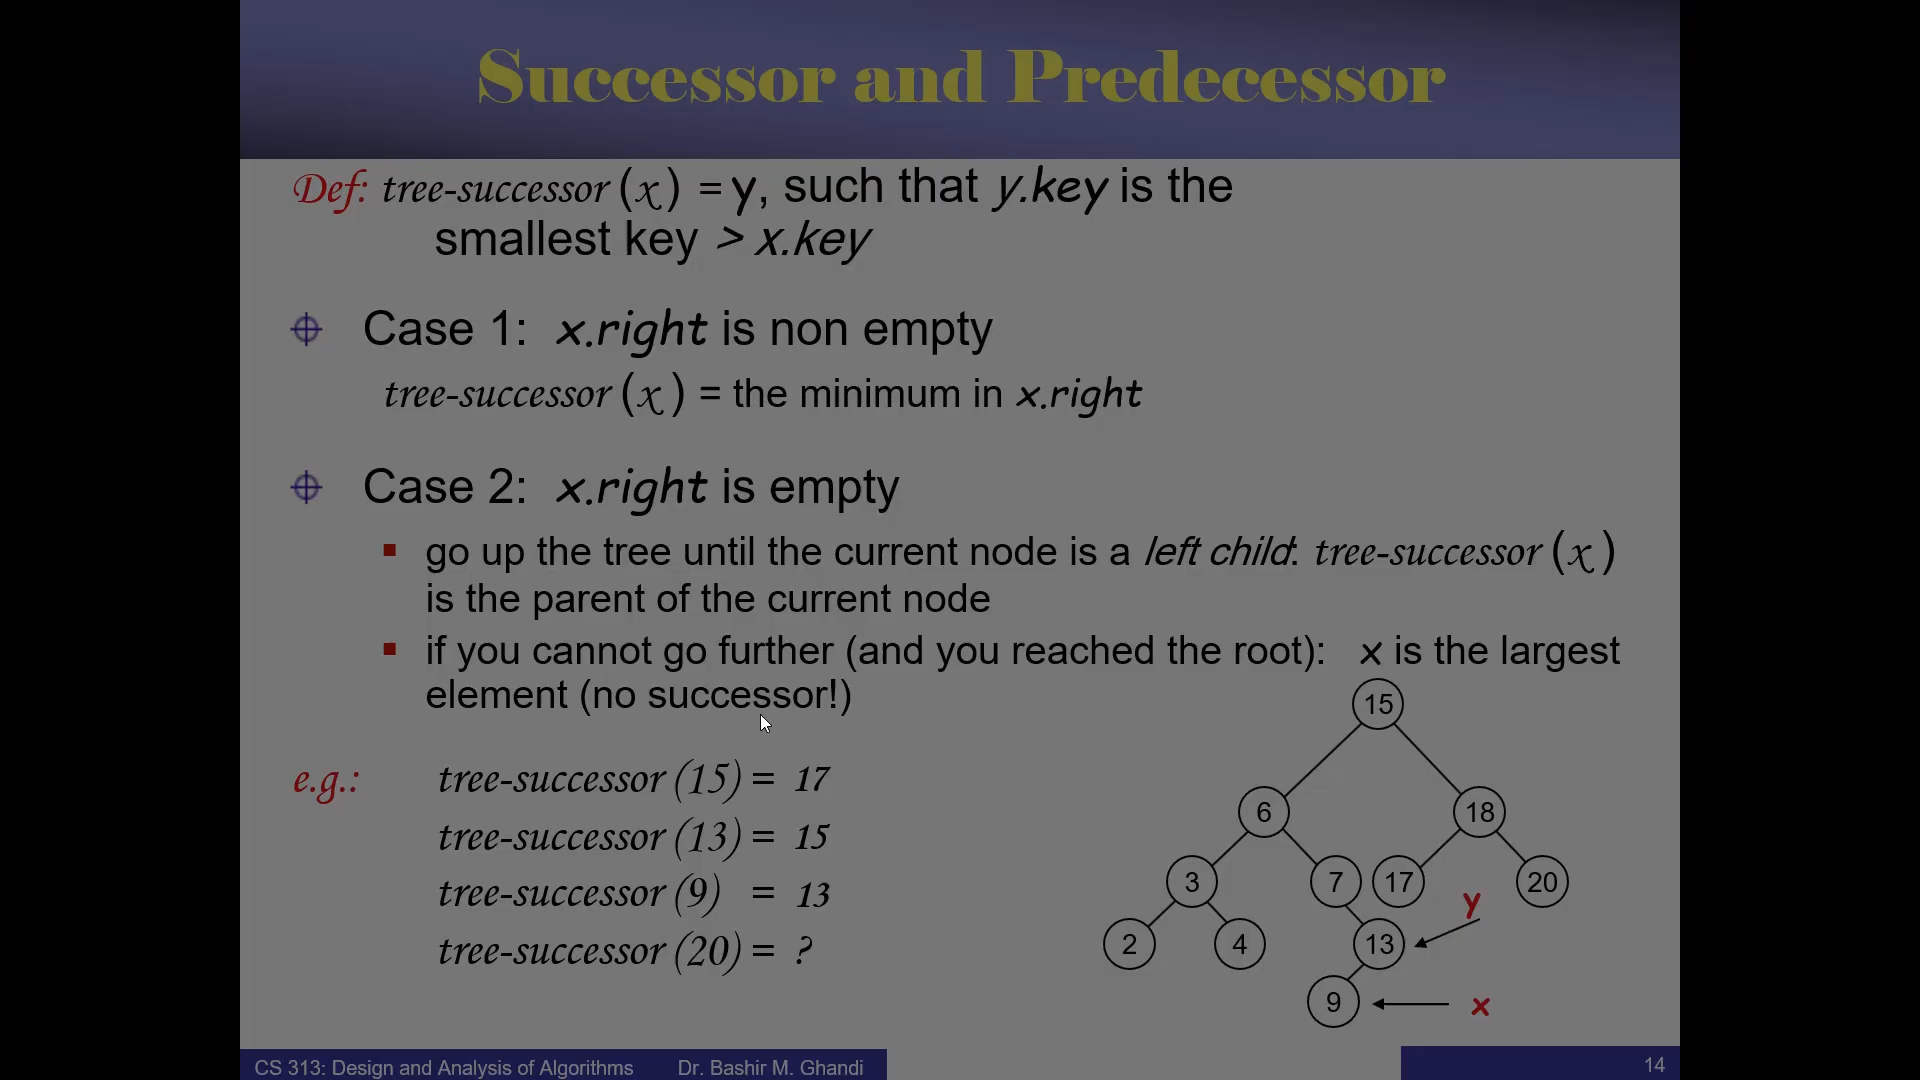 Successor and Predecessor
Def: tree-successor (x) = y, such that y.key is the
smallest key > x.key
Case 1: x.right is non empty
tree-successor (x) = the minimum in x.right
Case 2: x.right is empty
go up the tree until the current node is a left child: tree-successor (x)
is the parent of the current node
if you cannot go further (and you reached the root): x is the largest
element (no successor!)
e.g.: tree-successor (15) = 17
tree-successor (13) = 15
tree-successor (9) = 13
tree-successor (20) = ?
15
6 18
3 7 17 20
y
2 4 13
9 x
CS 313: Design and Analysis of Algorithms Dr. Bashir M. Ghandi 14